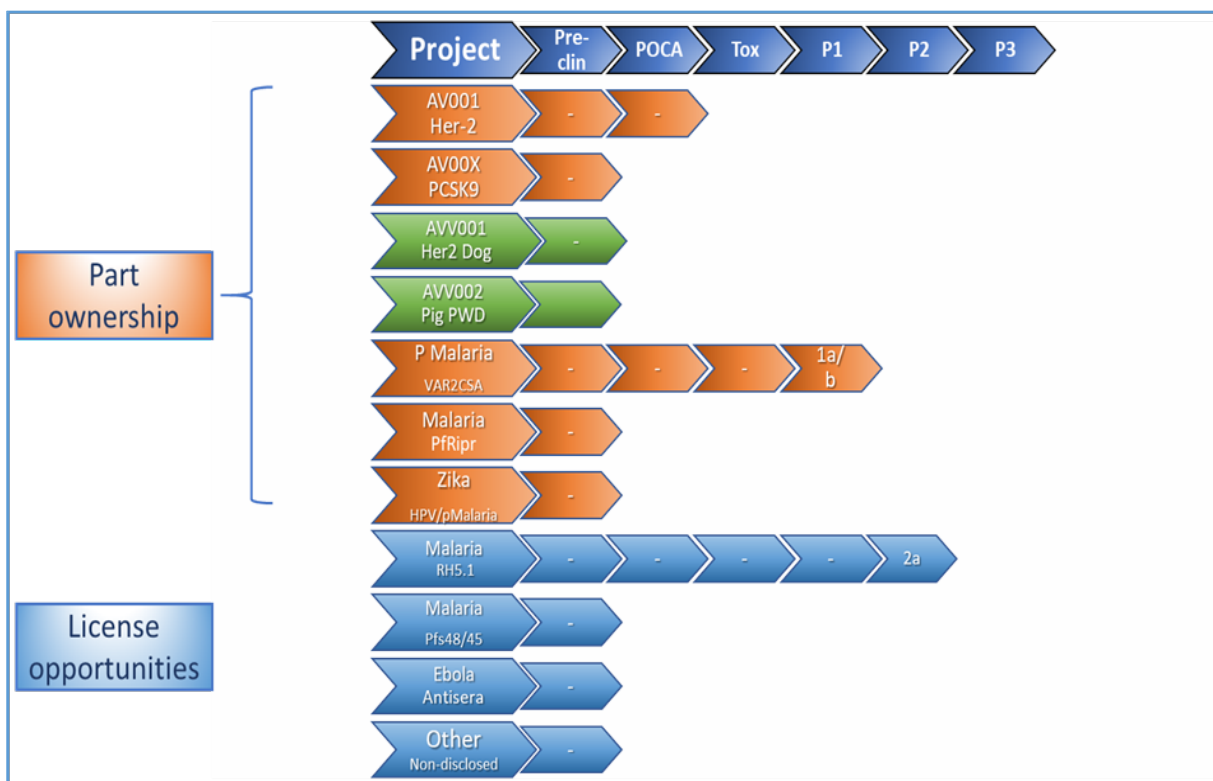 Project
Pre-
clin
POCA
Tox
P1
P2
P3
AV001
Her-2
-
-
AV00X
PCSK9
-
AVV001
Her2 Dog
-
Part
ownership
AVV002
Pig PWD
P Malaria
VAR2CSA
-
-
-
1a/
b
Malaria
PfRipr
-
Zika
HPV/pMalaria
-
Malaria
RH5.1
-
-
-
-
2a
License
opportunities
Malaria
Pfs48/45
-
Ebola
Antisera
-
Other
Non-disclosed
-